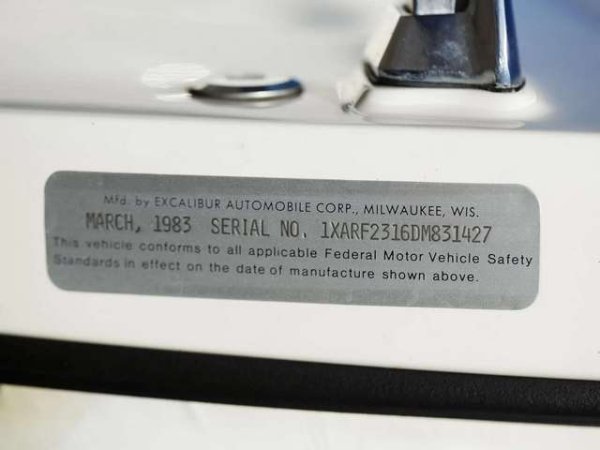 Mfd. by EXCALIBUR AUTOMOBILE CORP., MILWAUKEE, WIS.
MARCH, 1983 SERIAL NO. 1XARF2316DM831427
This vehicle conforms to all applicable Federal Motor Vehicle Safety
Standards in effect on the date of manufacture shown above.